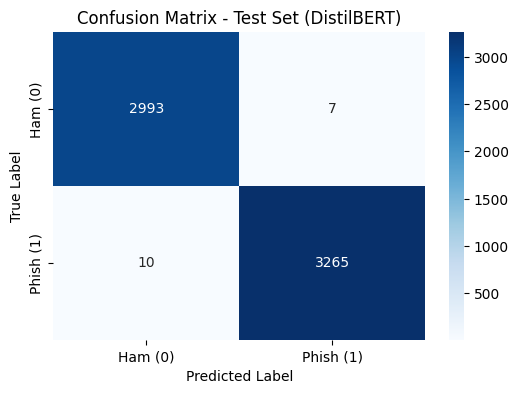 Confusion Matrix - Test Set (DistilBERT)
True Label
Ham (0)
2993
7
Phish (1)
10
3265
Ham (0)
Phish (1)
Predicted Label
3000
2500
2000
1500
1000
500